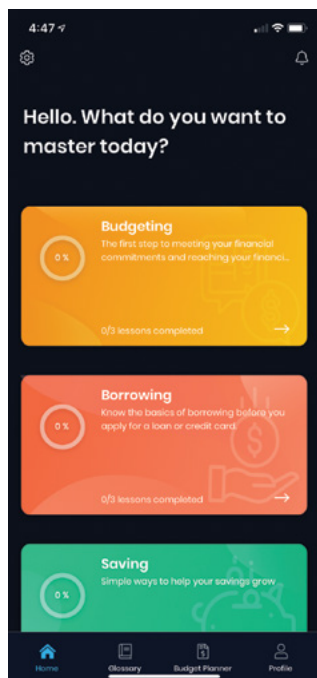 4:47
Hello. What do you want to
master today?
Budgeting
The first step to meeting your financial
commitments and reaching your financi...
0%
0/3 lessons completed
Borrowing
Know the basics of borrowing before you
apply for a loan or credit card.
0%
0/3 lessons completed
Saving
Simple ways to help your savings grow
0%
Home
Glossary
Budget Planner
Profile